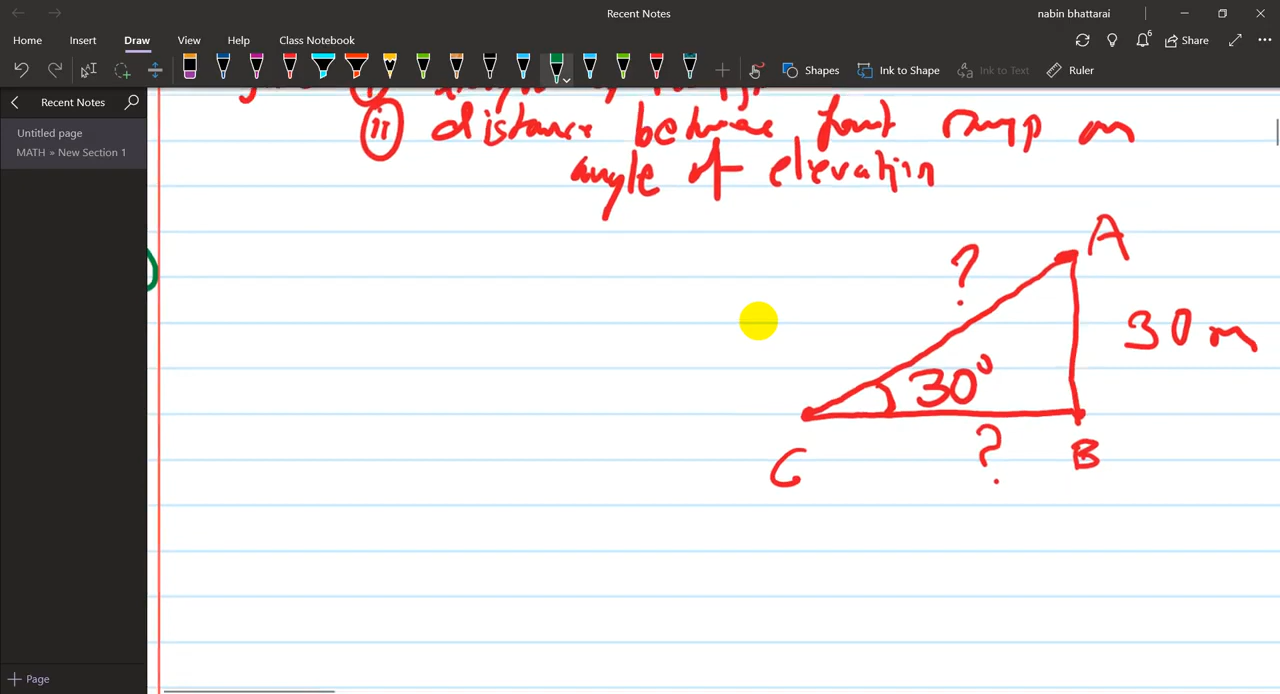 Recent Notes
nabin bhattarai
Home Insert Draw View Help Class Notebook
6 Share
Shapes Ink to Shape Ink to Text Ruler
Recent Notes
Untitled page
MATH » New Section 1
(ii) distance between ramp on
angle of elevation
A
?
30 m
30°
?
B
C
Page